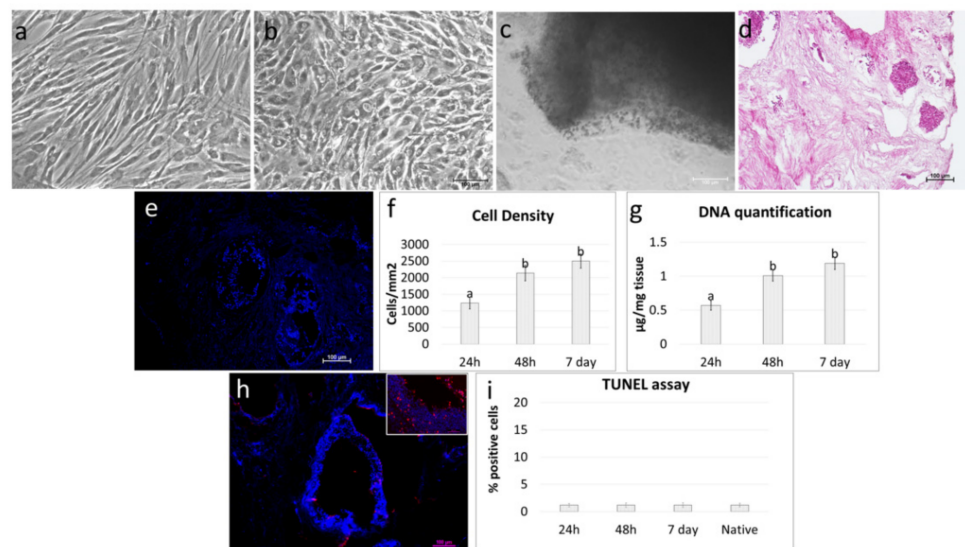 a
b
100 µm
c
d
100 µm
e
100 µm
f
Cell Density
Cells/mm2
3000
2500
2000
1500
1000
500
0
a
b
b
24h
48h
7 day
g
DNA quantification
µg/mg tissue
1.5
1
0.5
0
a
b
b
24h
48h
7 day
h
100 µm
i
TUNEL assay
% positive cells
20
15
10
5
0
24h
48h
7 day
Native